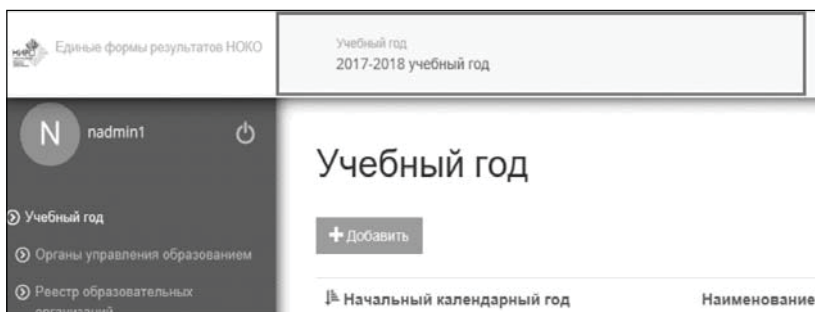 Единые формы результатов НОКО
Учебный год
2017-2018 учебный год
N
nadmin1
Учебный год
Учебный год
Добавить
Органы управления образованием
Реестр образовательных
организаций
Начальный календарный год
Наименование